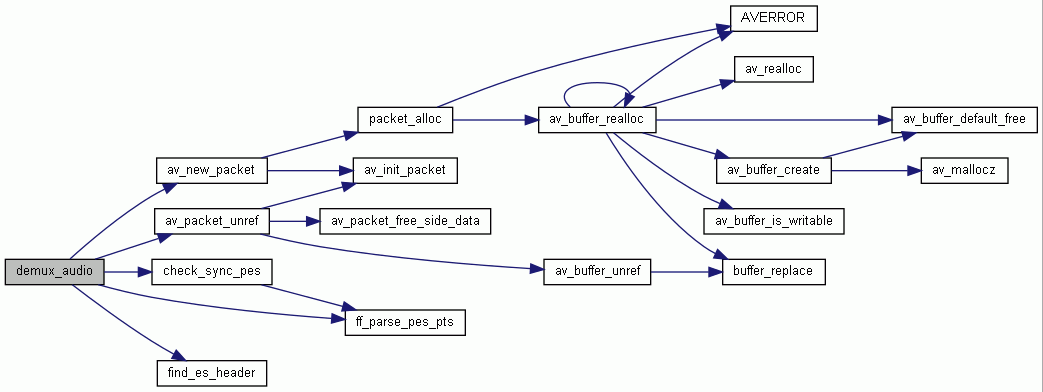 AVERROR
av_realloc
packet_alloc
av_buffer_realloc
av_buffer_default_free
av_new_packet
av_init_packet
av_buffer_create
av_mallocz
av_packet_unref
av_packet_free_side_data
av_buffer_is_writable
demux_audio
check_sync_pes
av_buffer_unref
buffer_replace
ff_parse_pes_pts
find_es_header